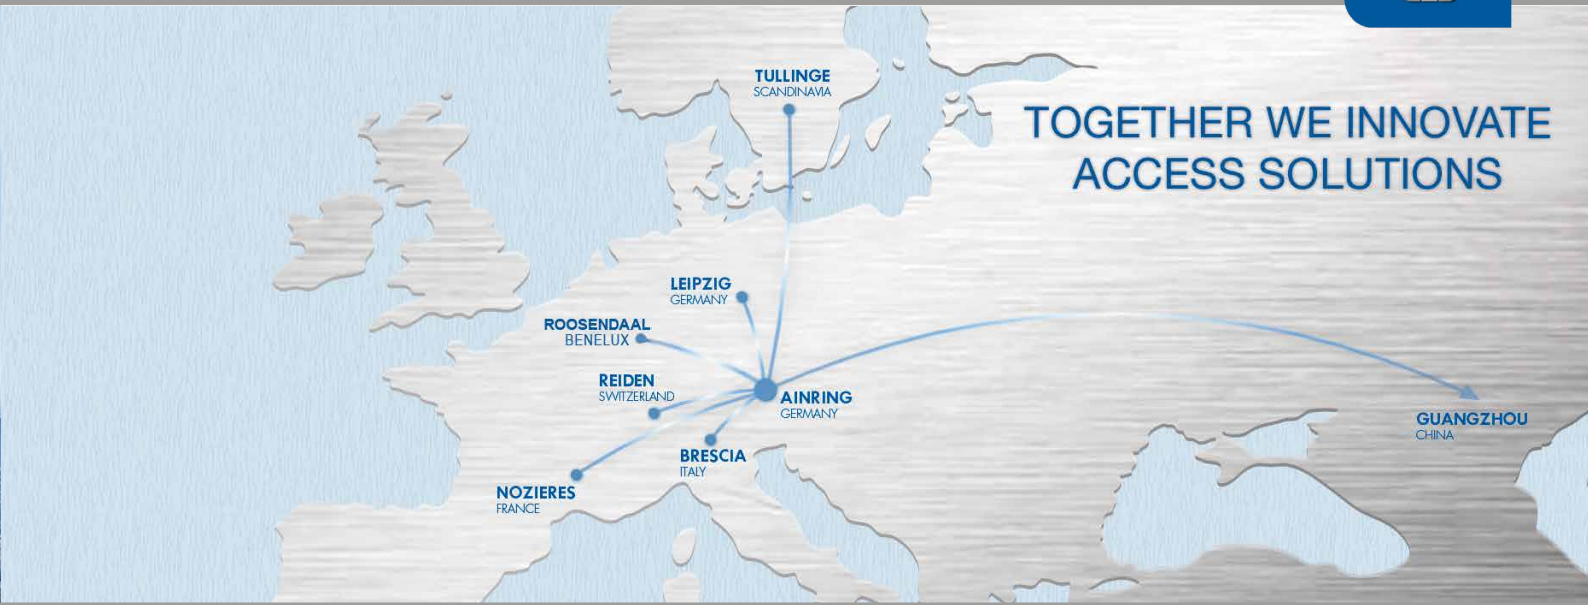 TULLINGE
SCANDINAVIA
TOGETHER WE INNOVATE
ACCESS SOLUTIONS
LEIPZIG
GERMANY
ROOSENDAAL
BENELUX
REIDEN
SWITZERLAND
AINRING
GERMANY
GUANGZHOU
CHINA
BRESCIA
ITALY
NOZIERES
FRANCE